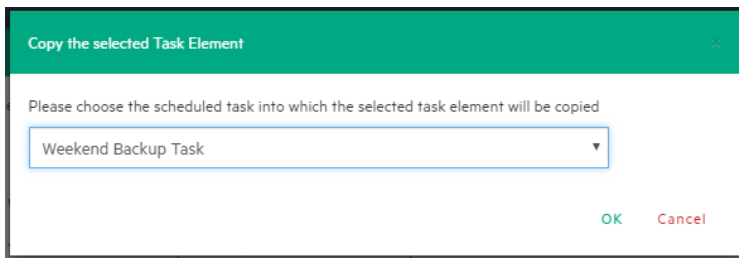 Copy the selected Task Element
×
Please choose the scheduled task into which the selected task element will be copied
Weekend Backup Task
OK Cancel